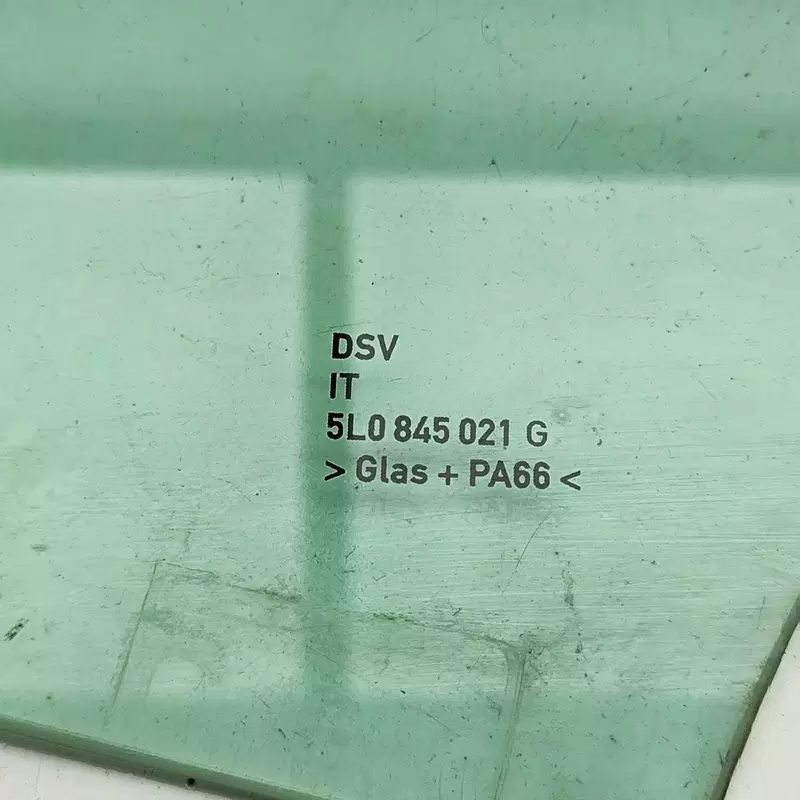 DSV
IT
5L0 845 021 G
> Glas + PA66 <